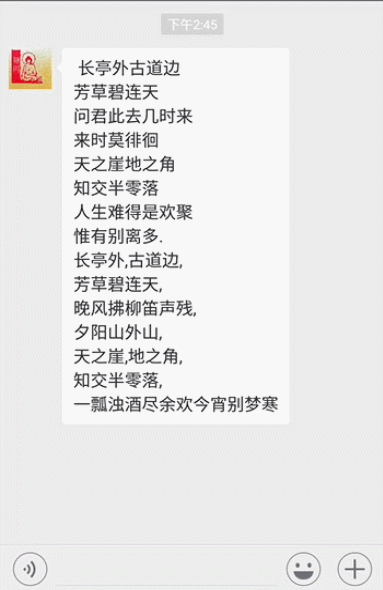 下午2:45
长亭外古道边
芳草碧连天
问君此去几时来
来时莫徘徊
天之崖地之角
知交半零落
人生难得是欢聚
惟有别离多.
长亭外,古道边,
芳草碧连天,
晚风拂柳笛声残,
夕阳山外山,
天之崖,地之角,
知交半零落,
一瓢浊酒尽余欢今宵别梦寒